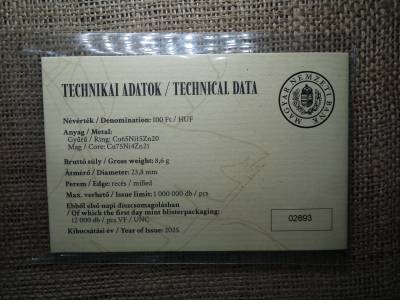 TECHNIKAI ADATOK / TECHNICAL DATA
MAGYAR NEMZETI BANK
Névérték / Denomination: 100 Ft / HUF
Anyag / Metal:
Gyűrű / Ring: Cu65Ni15Zn20
Mag / Core: Cu75Ni4Zn21
Bruttó súly / Gross weight: 8,6 g
Átmérő / Diameter: 23,8 mm
Perem / Edge: recés / milled
Max. verhető / Issue limit: 1 000 000 db / pcs
Ebből első napi díszcsomagolásban
/ Of which the first day mint blisterpackaging:
12 000 db / pcs VF / UNC
Kibocsátási év / Year of Issue: 2025
02693